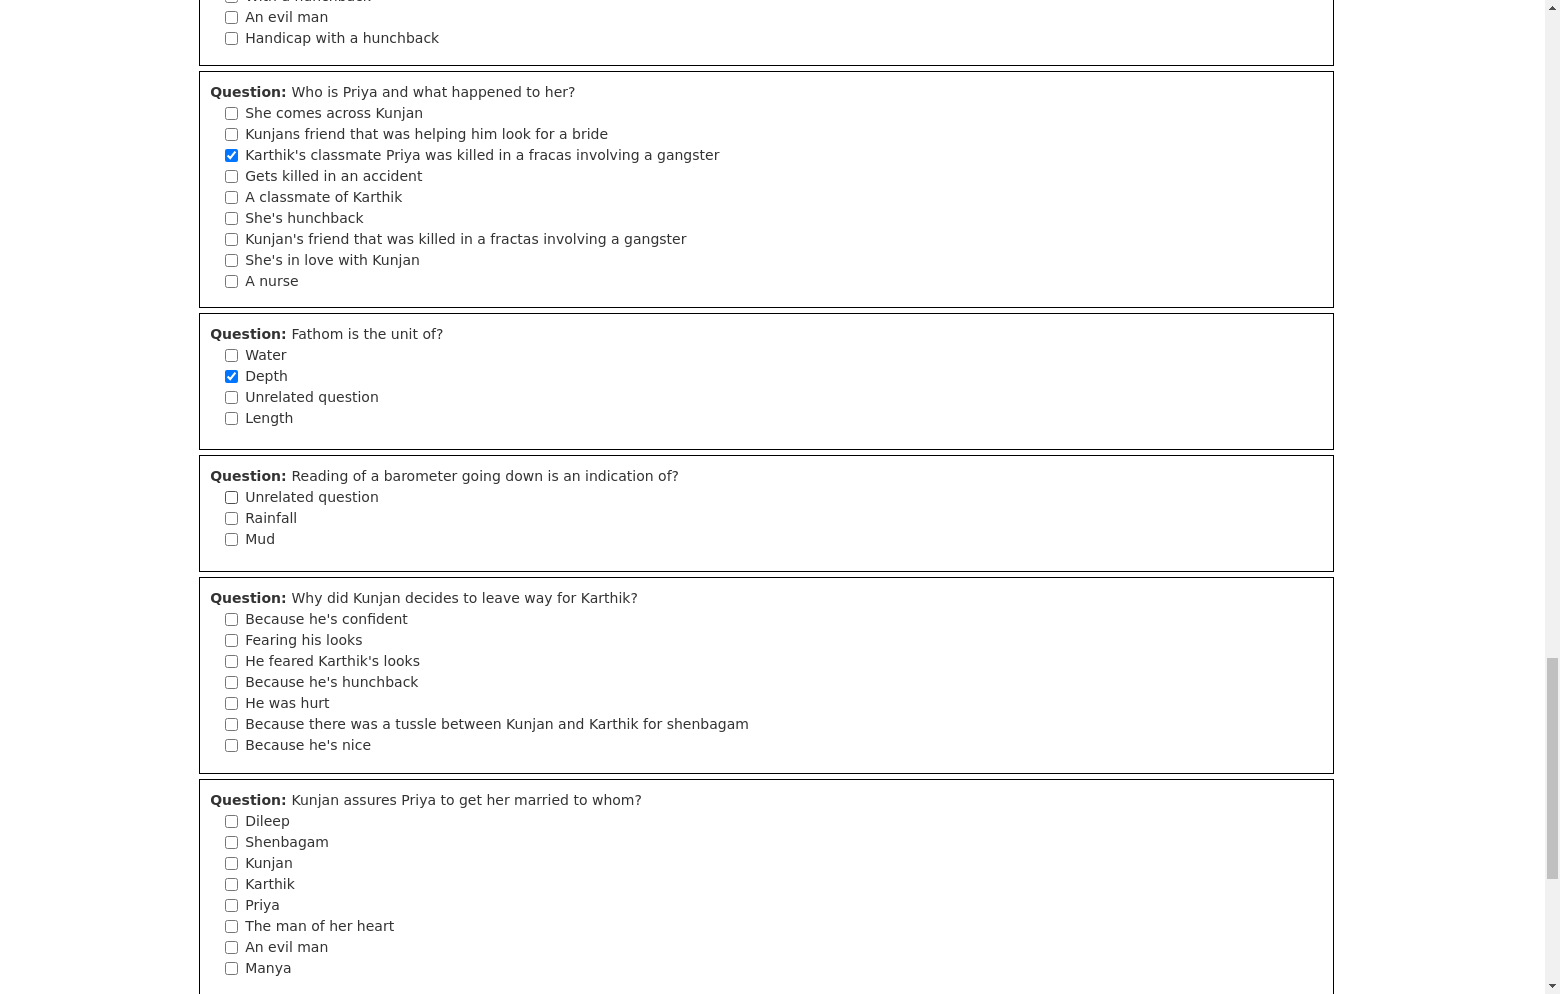 An evil man
Handicap with a hunchback
Question: Who is Priya and what happened to her?
She comes across Kunjan
Kunjans friend that was helping him look for a bride
Karthik's classmate Priya was killed in a fracas involving a gangster
Gets killed in an accident
A classmate of Karthik
She's hunchback
Kunjan's friend that was killed in a fractas involving a gangster
She's in love with Kunjan
A nurse
Question: Fathom is the unit of?
Water
Depth
Unrelated question
Length
Question: Reading of a barometer going down is an indication of?
Unrelated question
Rainfall
Mud
Question: Why did Kunjan decides to leave way for Karthik?
Because he's confident
Fearing his looks
He feared Karthik's looks
Because he's hunchback
He was hurt
Because there was a tussle between Kunjan and Karthik for shenbagam
Because he's nice
Question: Kunjan assures Priya to get her married to whom?
Dileep
Shenbagam
Kunjan
Karthik
Priya
The man of her heart
An evil man
Manya